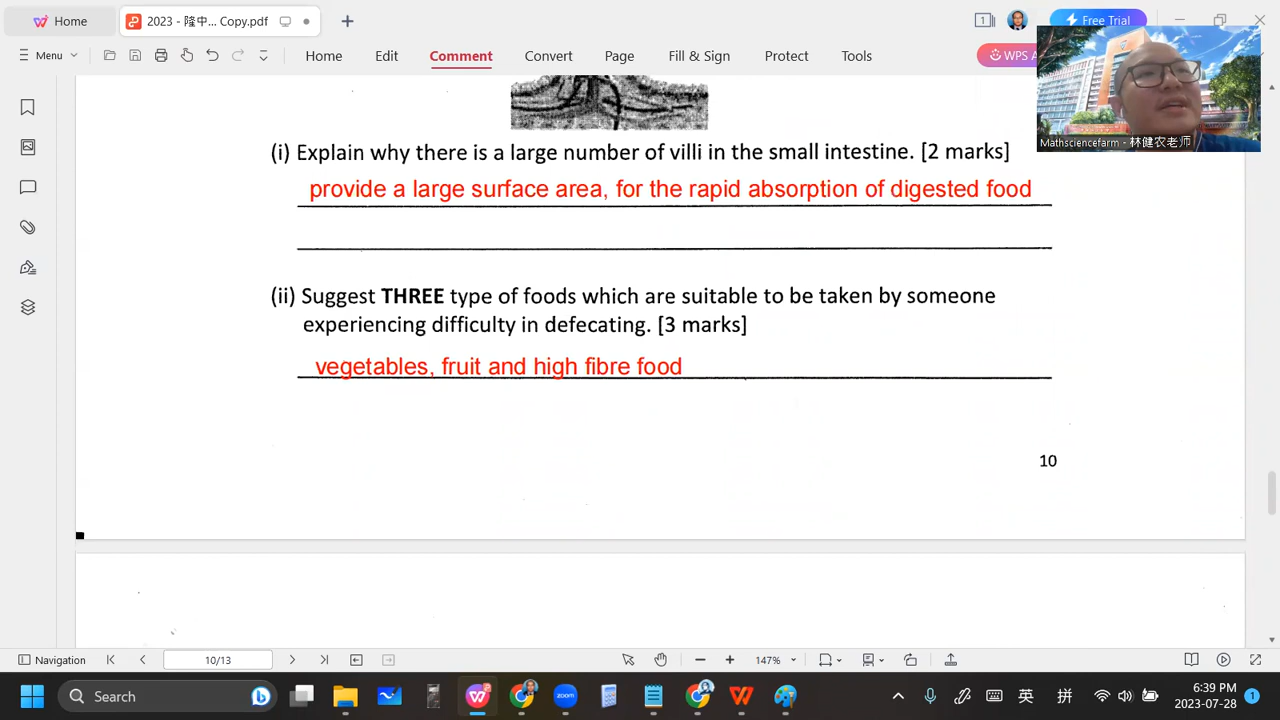 Home
2023 - 隆中... Copy.pdf
Free Trial
Menu
Home
Edit
Comment
Convert
Page
Fill & Sign
Protect
Tools
WPS A
Mathsciencefarm - 林健农老师
(i) Explain why there is a large number of villi in the small intestine. [2 marks]
provide a large surface area, for the rapid absorption of digested food
(ii) Suggest THREE type of foods which are suitable to be taken by someone
experiencing difficulty in defecating. [3 marks]
vegetables, fruit and high fibre food
10
Navigation
10/13
147%
Search
zoom
英
拼
6:39 PM
2023-07-28
1